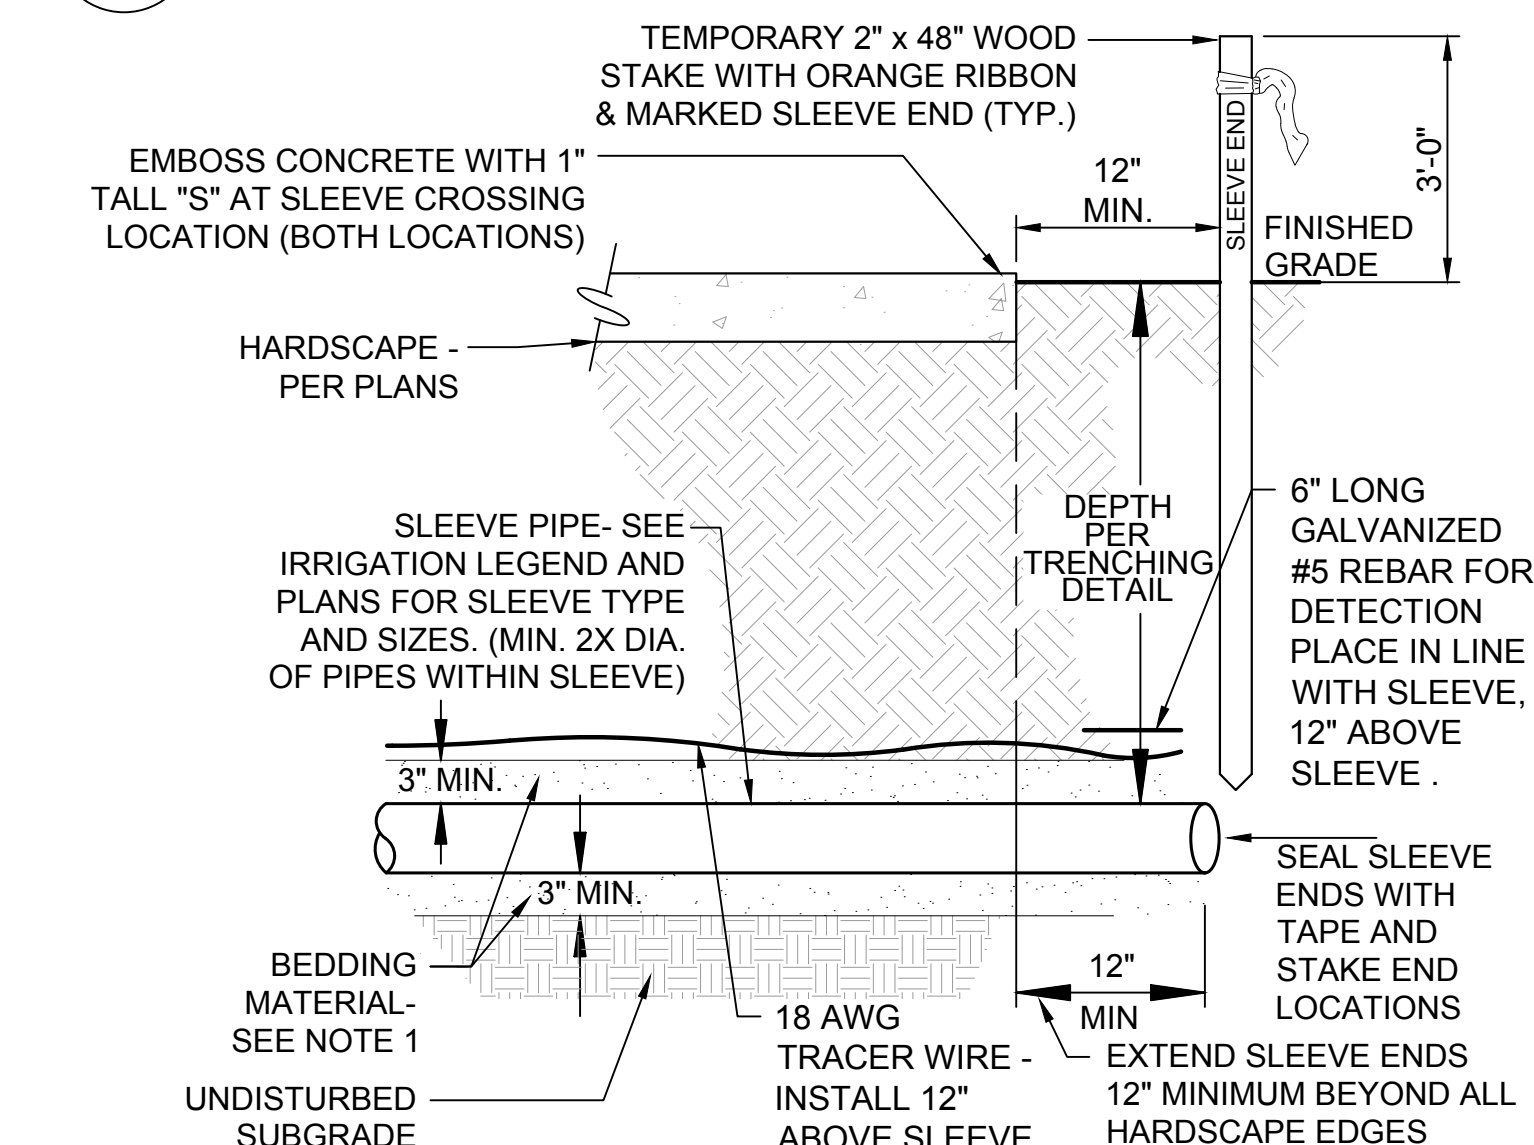 TEMPORARY 2" x 48" WOOD
STAKE WITH ORANGE RIBBON
& MARKED SLEEVE END (TYP.)
EMBOSS CONCRETE WITH 1"
TALL "S" AT SLEEVE CROSSING
LOCATION (BOTH LOCATIONS)
12"
MIN.
SLEEVE END
3'-0"
FINISHED
GRADE
HARDSCAPE -
PER PLANS
SLEEVE PIPE- SEE
IRRIGATION LEGEND AND
PLANS FOR SLEEVE TYPE
AND SIZES. (MIN. 2X DIA.
OF PIPES WITHIN SLEEVE)
DEPTH
PER
TRENCHING
DETAIL
6" LONG
GALVANIZED
#5 REBAR FOR
DETECTION
PLACE IN LINE
WITH SLEEVE,
12" ABOVE
SLEEVE .
3" MIN.
3" MIN.
SEAL SLEEVE
ENDS WITH
TAPE AND
STAKE END
LOCATIONS
BEDDING
MATERIAL-
SEE NOTE 1
12"
MIN
UNDISTURBED
SUBGRADE
18 AWG
TRACER WIRE -
INSTALL 12"
ABOVE SLEEVE
EXTEND SLEEVE ENDS
12" MINIMUM BEYOND ALL
HARDSCAPE EDGES